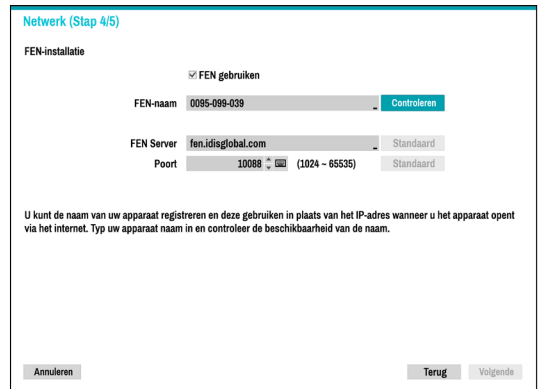 Netwerk (Stap 4/5)
FEN-installatie
FEN gebruiken
FEN-naam 0095-099-039 Controleren
FEN Server fen.idisglobal.com Standaard
Poort 10088 (1024 ~ 65535) Standaard
U kunt de naam van uw apparaat registreren en deze gebruiken in plaats van het IP-adres wanneer u het apparaat opent
via het internet. Typ uw apparaat naam in en controleer de beschikbaarheid van de naam.
Annuleren Terug Volgende